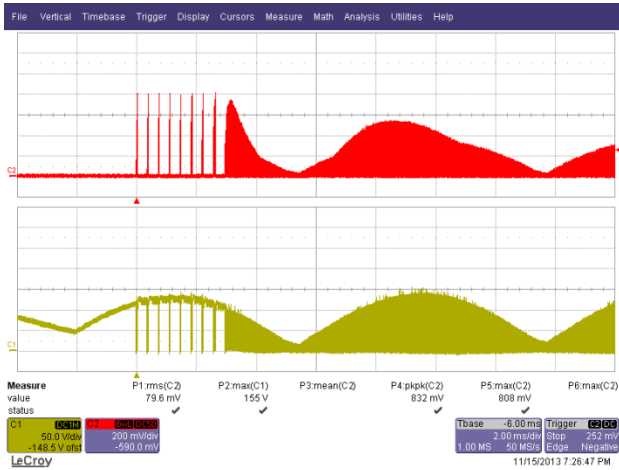 File Vertical Timebase Trigger Display Cursors Measure Math Analysis Utilities Help
C2
C1
Measure P1:rms(C2) P2:max(C1) P3:mean(C2) P4:pkpk(C2) P5:max(C2) P6:max(C2)
value 79.6 mV 155 V 832 mV 808 mV
status
C1 DC1M
50.0 V/div
-148.5 V ofst
C2 DC50
200 mV/div
-590.0 mV
Tbase -6.00 ms
2.00 ms/div
1.00 MS 50 MS/s
Trigger C2 DC
Stop 252 mV
Edge Negative
LeCroy
11/15/2013 7:26:47 PM